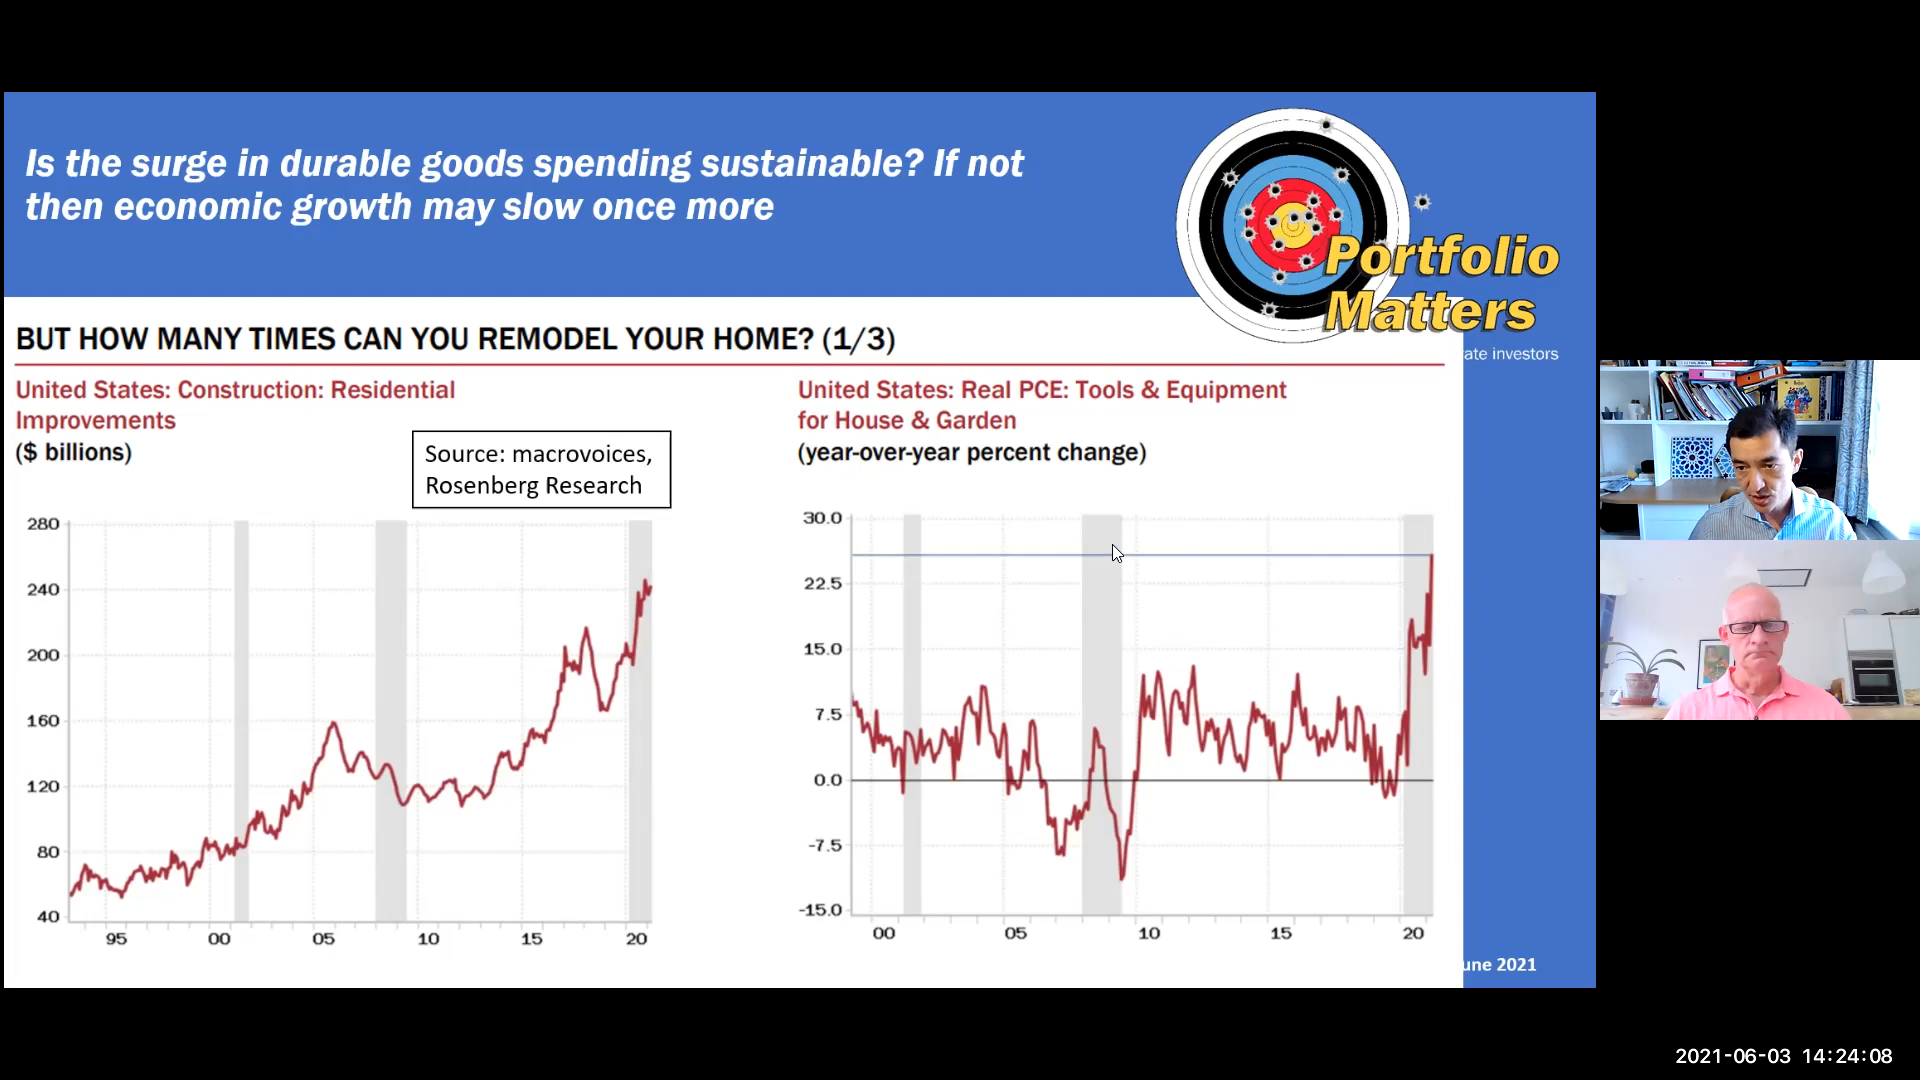 Is the surge in durable goods spending sustainable? If not
then economic growth may slow once more
Portfolio
Matters
ate investors
BUT HOW MANY TIMES CAN YOU REMODEL YOUR HOME? (1/3)
United States: Construction: Residential
Improvements
($ billions)
Source: macrovoices,
Rosenberg Research
280
240
200
160
120
80
40
95 00 05 10 15 20
United States: Real PCE: Tools & Equipment
for House & Garden
(year-over-year percent change)
30.0
22.5
15.0
7.5
0.0
-7.5
-15.0
00 05 10 15 20
une 2021
2021-06-03 14:24:08